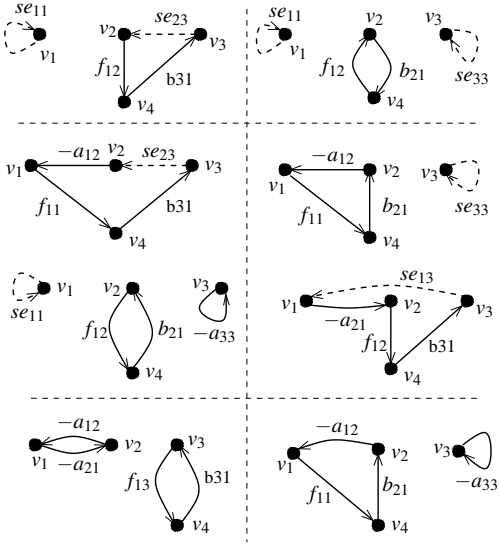 se₁₁ v₁ v₂ se₂₃ v₃ f₁₂ b31 v₄
se₁₁ v₁ v₂ f₁₂ b₂₁ v₄ v₃ se₃₃
v₁ −a₁₂ v₂ se₂₃ v₃ f₁₁ b31 v₄
v₁ −a₁₂ v₂ f₁₁ b₂₁ v₄ v₃ se₃₃
v₁ se₁₁ v₂ f₁₂ b₂₁ v₄ v₃ −a₃₃
se₁₃ v₁ −a₂₁ v₂ v₃ f₁₂ b31 v₄
−a₁₂ v₁ v₂ −a₂₁ v₃ f₁₃ b31 v₄
−a₁₂ v₁ v₂ f₁₁ b₂₁ v₄ v₃ −a₃₃